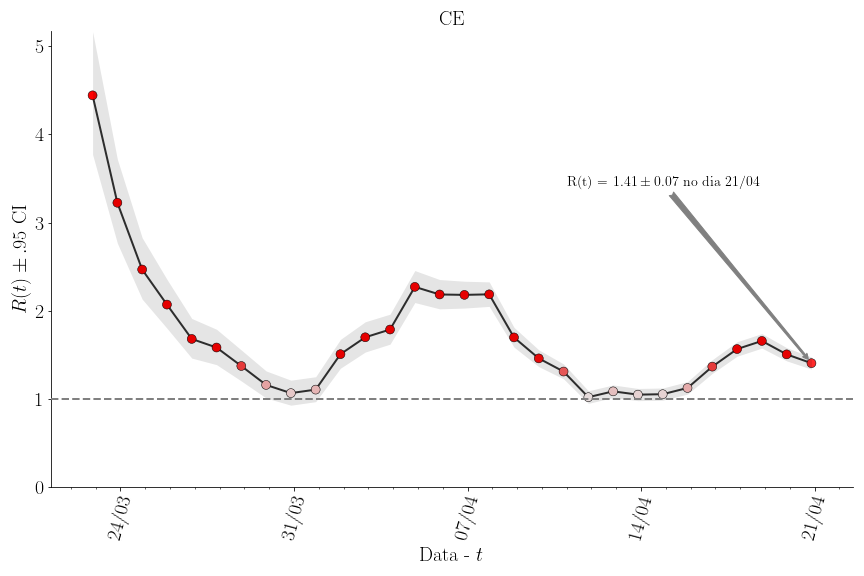 CE
5
4
3
2
1
0
R(t) ± .95 CI
R(t) = 1.41 ± 0.07 no dia 21/04
24/03
31/03
07/04
14/04
21/04
Data - t